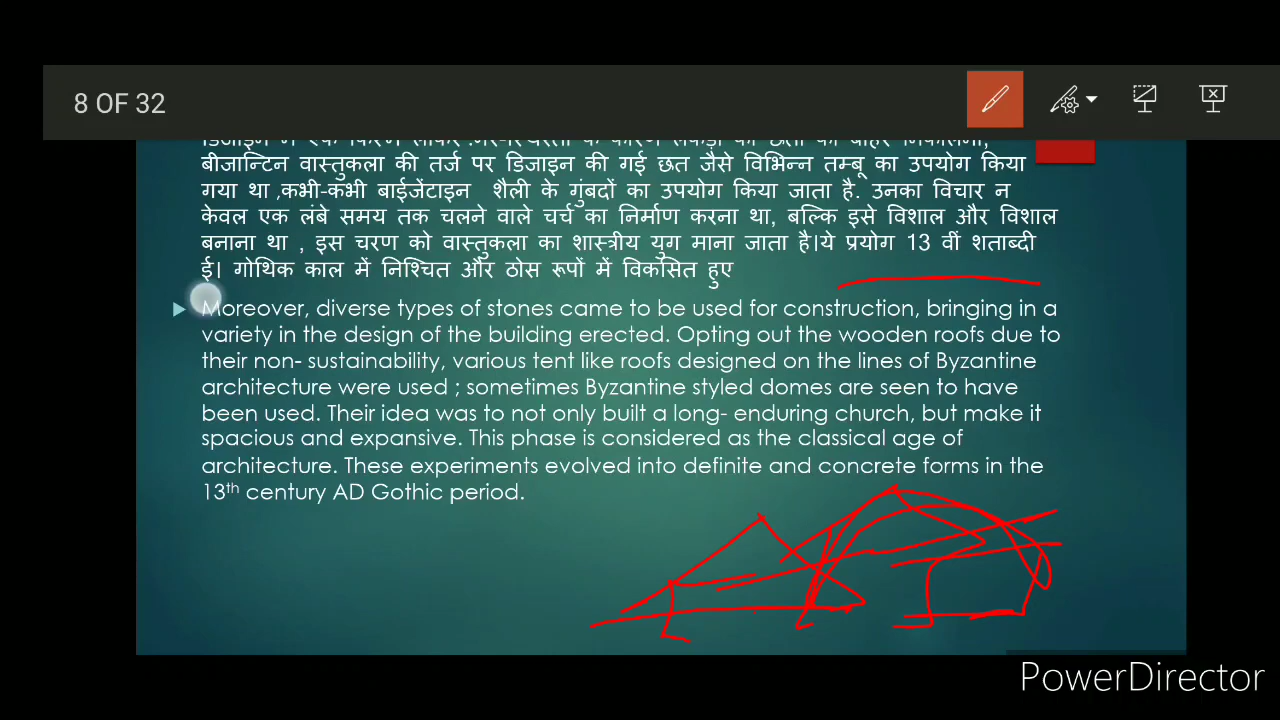 8 OF 32
बीजान्टिन वास्तुकला की तर्ज पर डिजाइन की गई छत जैसे विभिन्न तम्बू का उपयोग किया
गया था ,कभी-कभी बाईजेंटाइन शैली के गुंबदों का उपयोग किया जाता है. उनका विचार न
केवल एक लंबे समय तक चलने वाले चर्च का निर्माण करना था, बल्कि इसे विशाल और विशाल
बनाना था , इस चरण को वास्तुकला का शास्त्रीय युग माना जाता है।ये प्रयोग 13 वीं शताब्दी
ई। गोथिक काल में निश्चित और ठोस रूपों में विकसित हुए
Moreover, diverse types of stones came to be used for construction, bringing in a
variety in the design of the building erected. Opting out the wooden roofs due to
their non- sustainability, various tent like roofs designed on the lines of Byzantine
architecture were used ; sometimes Byzantine styled domes are seen to have
been used. Their idea was to not only built a long- enduring church, but make it
spacious and expansive. This phase is considered as the classical age of
architecture. These experiments evolved into definite and concrete forms in the
13th century AD Gothic period.
PowerDirector